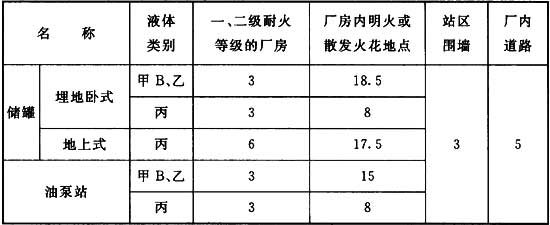 名 称 液体类别 一、二级耐火等级的厂房 厂房内明火或散发火花地点 站区围墙 厂内道路
储罐 埋地卧式 甲B、乙 3 18.5 3 5
丙 3 8
地上式 丙 6 17.5
油泵站 甲B、乙 3 15
丙 3 8